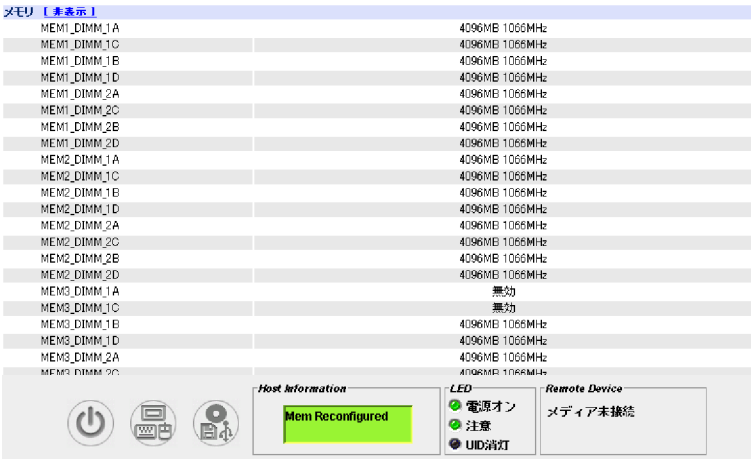 メモリ [ 非表示 ]
MEM1_DIMM_1A 4096MB 1066MHz
MEM1_DIMM_1C 4096MB 1066MHz
MEM1_DIMM_1B 4096MB 1066MHz
MEM1_DIMM_1D 4096MB 1066MHz
MEM1_DIMM_2A 4096MB 1066MHz
MEM1_DIMM_2C 4096MB 1066MHz
MEM1_DIMM_2B 4096MB 1066MHz
MEM1_DIMM_2D 4096MB 1066MHz
MEM2_DIMM_1A 4096MB 1066MHz
MEM2_DIMM_1C 4096MB 1066MHz
MEM2_DIMM_1B 4096MB 1066MHz
MEM2_DIMM_1D 4096MB 1066MHz
MEM2_DIMM_2A 4096MB 1066MHz
MEM2_DIMM_2C 4096MB 1066MHz
MEM2_DIMM_2B 4096MB 1066MHz
MEM2_DIMM_2D 4096MB 1066MHz
MEM3_DIMM_1A 無効
MEM3_DIMM_1C 無効
MEM3_DIMM_1B 4096MB 1066MHz
MEM3_DIMM_1D 4096MB 1066MHz
MEM3_DIMM_2A 4096MB 1066MHz
MEM3_DIMM_2C 4096MB 1066MHz
Host Information LED Remote Device
Mem Reconfigured 電源オン メディア未接続
注意
UID消灯